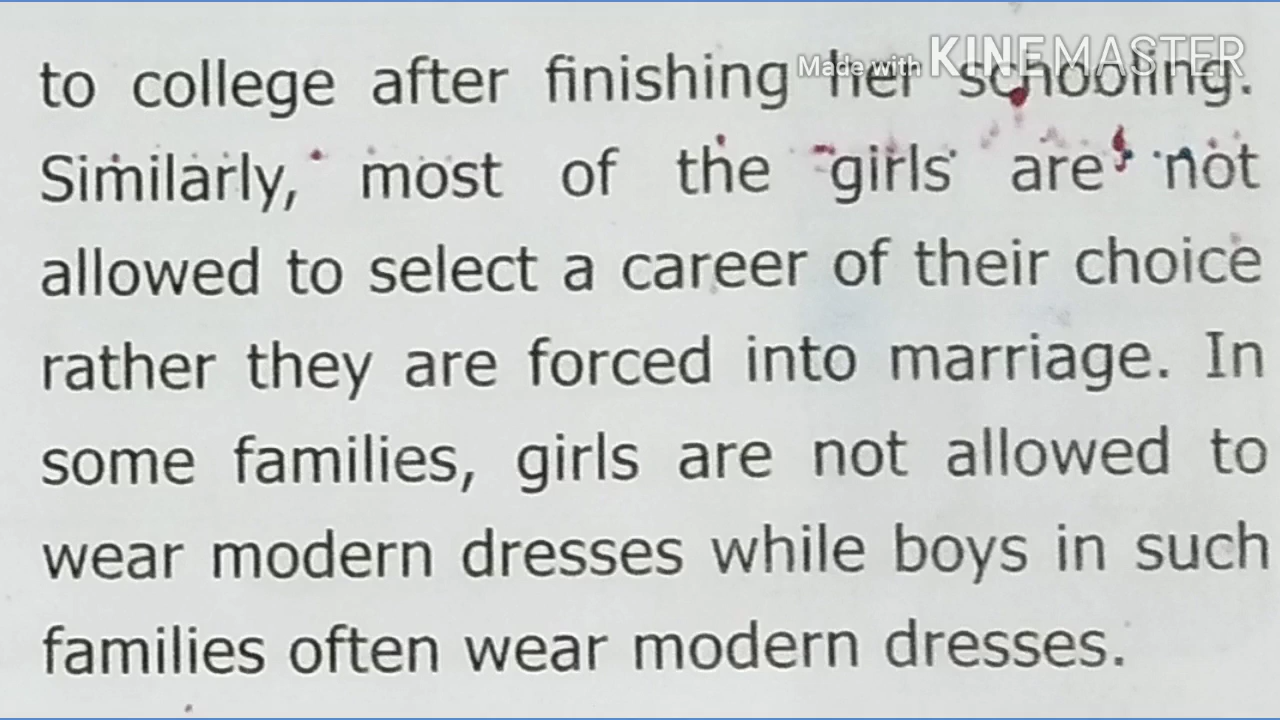 Made with KINEMASTER
to college after finishing her schooling.
Similarly, most of the girls are not
allowed to select a career of their choice
rather they are forced into marriage. In
some families, girls are not allowed to
wear modern dresses while boys in such
families often wear modern dresses.